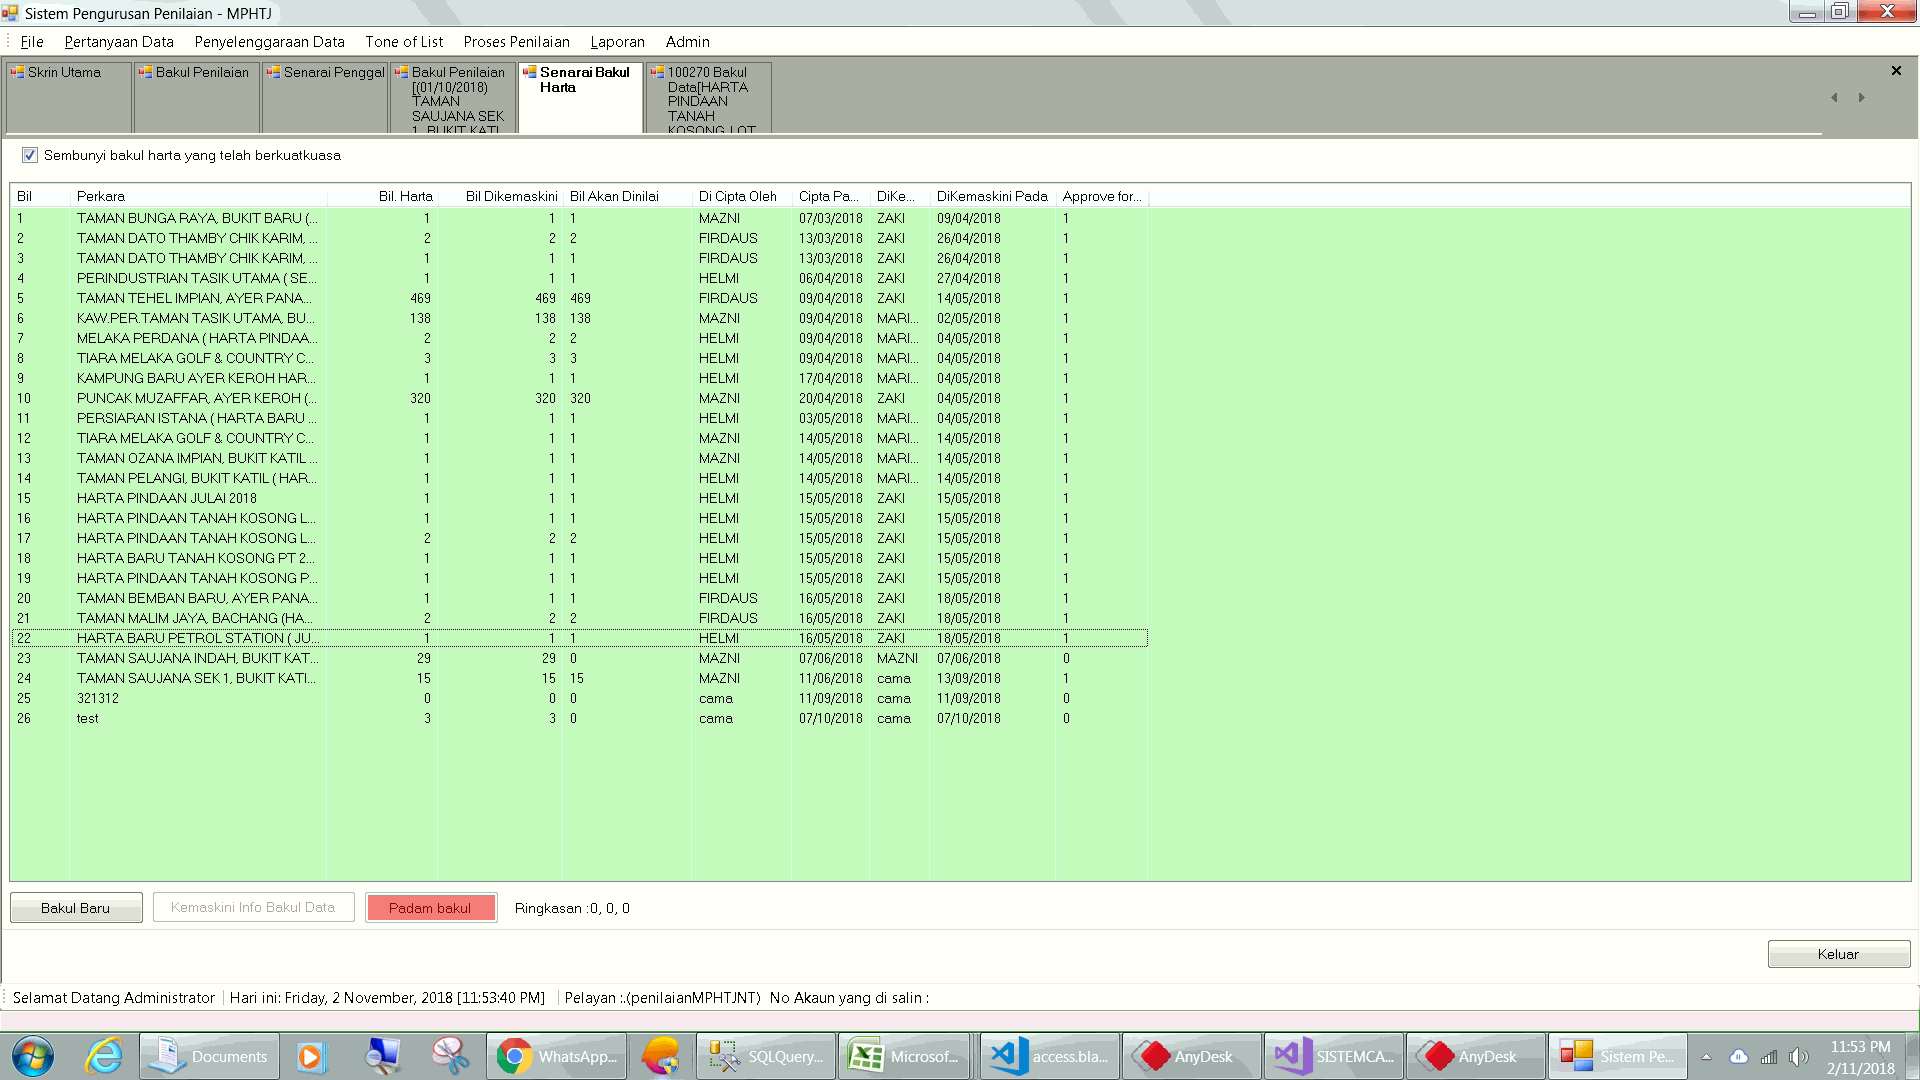 Sistem Pengurusan Penilaian - MPHTJ
File Pertanyaan Data Penyelenggaraan Data Tone of List Proses Penilaian Laporan Admin
Skrin Utama
Bakul Penilaian
Senarai Penggal
Bakul Penilaian
[(01/10/2018)
TAMAN
SAUJANA SEK
1, BUKIT KATI
Senarai Bakul
Harta
100270 Bakul
Data[HARTA
PINDAAN
TANAH
KOSONG, LOT
Sembunyi bakul harta yang telah berkuatkuasa
Bil Perkara Bil. Harta Bil Dikemaskini Bil Akan Dinilai Di Cipta Oleh Cipta Pa... DiKe... DiKemaskini Pada Approve for...
1 TAMAN BUNGA RAYA, BUKIT BARU (... 1 1 1 MAZNI 07/03/2018 ZAKI 09/04/2018 1
2 TAMAN DATO THAMBY CHIK KARIM, ... 2 2 2 FIRDAUS 13/03/2018 ZAKI 26/04/2018 1
3 TAMAN DATO THAMBY CHIK KARIM, ... 1 1 1 FIRDAUS 13/03/2018 ZAKI 26/04/2018 1
4 PERINDUSTRIAN TASIK UTAMA ( SE... 1 1 1 HELMI 06/04/2018 ZAKI 27/04/2018 1
5 TAMAN TEHEL IMPIAN, AYER PANA... 469 469 469 FIRDAUS 09/04/2018 ZAKI 14/05/2018 1
6 KAW.PER.TAMAN TASIK UTAMA, BU... 138 138 138 MAZNI 09/04/2018 MARI... 02/05/2018 1
7 MELAKA PERDANA ( HARTA PINDAA... 2 2 2 HELMI 09/04/2018 MARI... 04/05/2018 1
8 TIARA MELAKA GOLF & COUNTRY C... 3 3 3 HELMI 09/04/2018 MARI... 04/05/2018 1
9 KAMPUNG BARU AYER KEROH HAR... 1 1 1 HELMI 17/04/2018 MARI... 04/05/2018 1
10 PUNCAK MUZAFFAR, AYER KEROH (... 320 320 320 MAZNI 20/04/2018 ZAKI 04/05/2018 1
11 PERSIARAN ISTANA ( HARTA BARU ... 1 1 1 HELMI 03/05/2018 MARI... 04/05/2018 1
12 TIARA MELAKA GOLF & COUNTRY C... 1 1 1 MAZNI 14/05/2018 MARI... 14/05/2018 1
13 TAMAN OZANA IMPIAN, BUKIT KATIL ... 1 1 1 MAZNI 14/05/2018 MARI... 14/05/2018 1
14 TAMAN PELANGI, BUKIT KATIL ( HAR... 1 1 1 HELMI 14/05/2018 MARI... 14/05/2018 1
15 HARTA PINDAAN JULAI 2018 1 1 1 HELMI 15/05/2018 ZAKI 15/05/2018 1
16 HARTA PINDAAN TANAH KOSONG L... 1 1 1 HELMI 15/05/2018 ZAKI 15/05/2018 1
17 HARTA PINDAAN TANAH KOSONG L... 2 2 2 HELMI 15/05/2018 ZAKI 15/05/2018 1
18 HARTA BARU TANAH KOSONG PT 2... 1 1 1 HELMI 15/05/2018 ZAKI 15/05/2018 1
19 HARTA PINDAAN TANAH KOSONG P... 1 1 1 HELMI 15/05/2018 ZAKI 15/05/2018 1
20 TAMAN BEMBAN BARU, AYER PANA... 1 1 1 FIRDAUS 16/05/2018 ZAKI 18/05/2018 1
21 TAMAN MALIM JAYA, BACHANG (HA... 2 2 2 FIRDAUS 16/05/2018 ZAKI 18/05/2018 1
22 HARTA BARU PETROL STATION ( JU... 1 1 1 HELMI 16/05/2018 ZAKI 18/05/2018 1
23 TAMAN SAUJANA INDAH, BUKIT KAT... 29 29 0 MAZNI 07/06/2018 MAZNI 07/06/2018 0
24 TAMAN SAUJANA SEK 1, BUKIT KATI... 15 15 15 MAZNI 11/06/2018 cama 13/09/2018 1
25 321312 0 0 0 cama 11/09/2018 cama 11/09/2018 0
26 test 3 3 0 cama 07/10/2018 cama 07/10/2018 0
Bakul Baru Kemaskini Info Bakul Data Padam bakul Ringkasan :0, 0, 0
Keluar
Selamat Datang Administrator Hari ini: Friday, 2 November, 2018 [11:53:40 PM] Pelayan :.(penilaianMPHTJNT) No Akaun yang di salin :
Documents WhatsApp... SQLQuery... Microsof... access.bla... AnyDesk SISTEMCA... AnyDesk Sistem Pe... 11:53 PM
2/11/2018